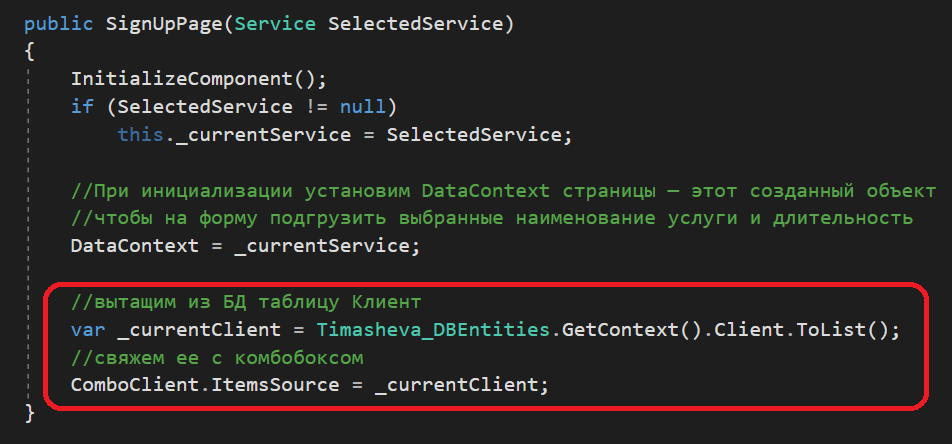 public SignUpPage(Service SelectedService)
{
InitializeComponent();
if (SelectedService != null)
this._currentService = SelectedService;
//При инициализации установим DataContext страницы – этот созданный объект
//чтобы на форму подгрузить выбранные наименование услуги и длительность
DataContext = _currentService;
//вытащим из БД таблицу Клиент
var _currentClient = Timasheva_DBEntities.GetContext().Client.ToList();
//свяжем ее с комбобоксом
ComboClient.ItemsSource = _currentClient;
}